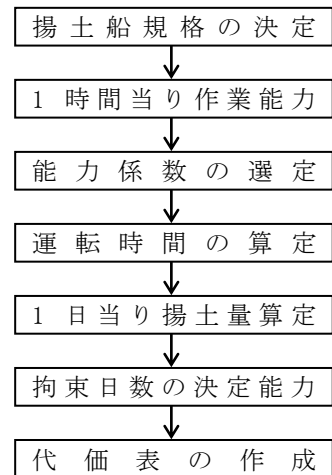 揚土船規格の決定
1 時間当り作業能力
能力係数の選定
運転時間の算定
1 日当り揚土量算定
拘束日数の決定能力
代価表の作成